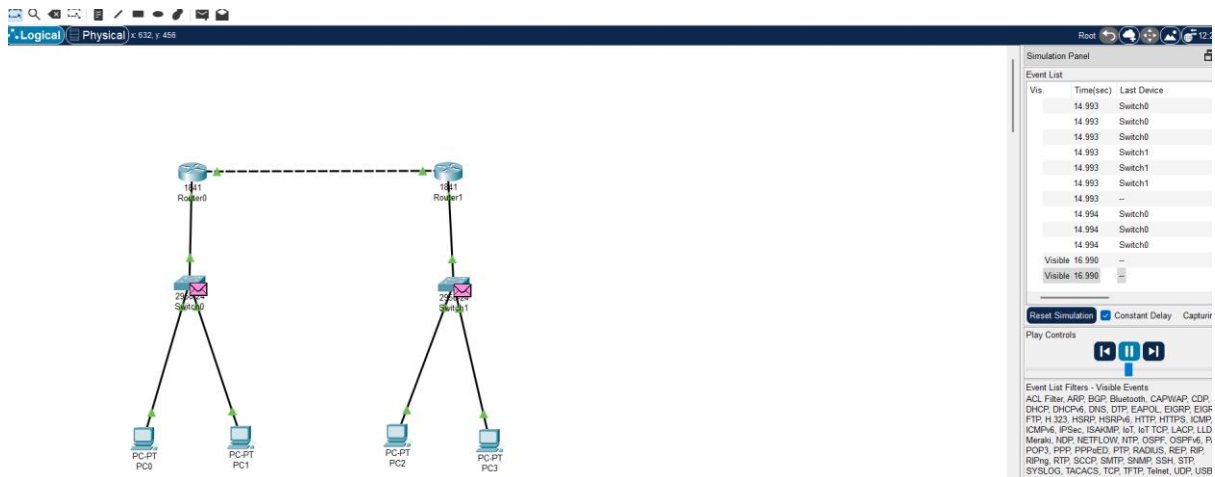 Logical Physical x: 632, y: 456 Root
Simulation Panel
Event List
Vis. Time(sec) Last Device
14.993 Switch0
14.993 Switch0
14.993 Switch0
14.993 Switch1
14.993 Switch1
14.993 Switch1
14.993 --
14.994 Switch0
14.994 Switch0
14.994 Switch0
Visible 16.990 --
Visible 16.990 --
Reset Simulation Constant Delay
Play Controls
Event List Filters - Visible Events
ACL Filter, ARP, BGP, Bluetooth, CAPWAP, CDP,
DHCP, DHCPv6, DNS, DTP, EAPOL, EIGRP,
FTP, H.323, HSRP, HSRPv6, HTTP, HTTPS, ICMP,
ICMPv6, IPSec, ISAKMP, IoT, IoT TCP, LACP,
Meraki, NDP, NETFLOW, NTP, OSPF, OSPFv6,
POP3, PPP, PPPoED, PTP, RADIUS, REP, RIP,
RIPng, RTP, SCCP, SMTP, SNMP, SSH, STP,
SYSLOG, TACACS, TCP, TFTP, Telnet, UDP, USB
1841
Router0
1841
Router1
Switch0
Switch1
PC-PT
PC0
PC-PT
PC1
PC-PT
PC2
PC-PT
PC3